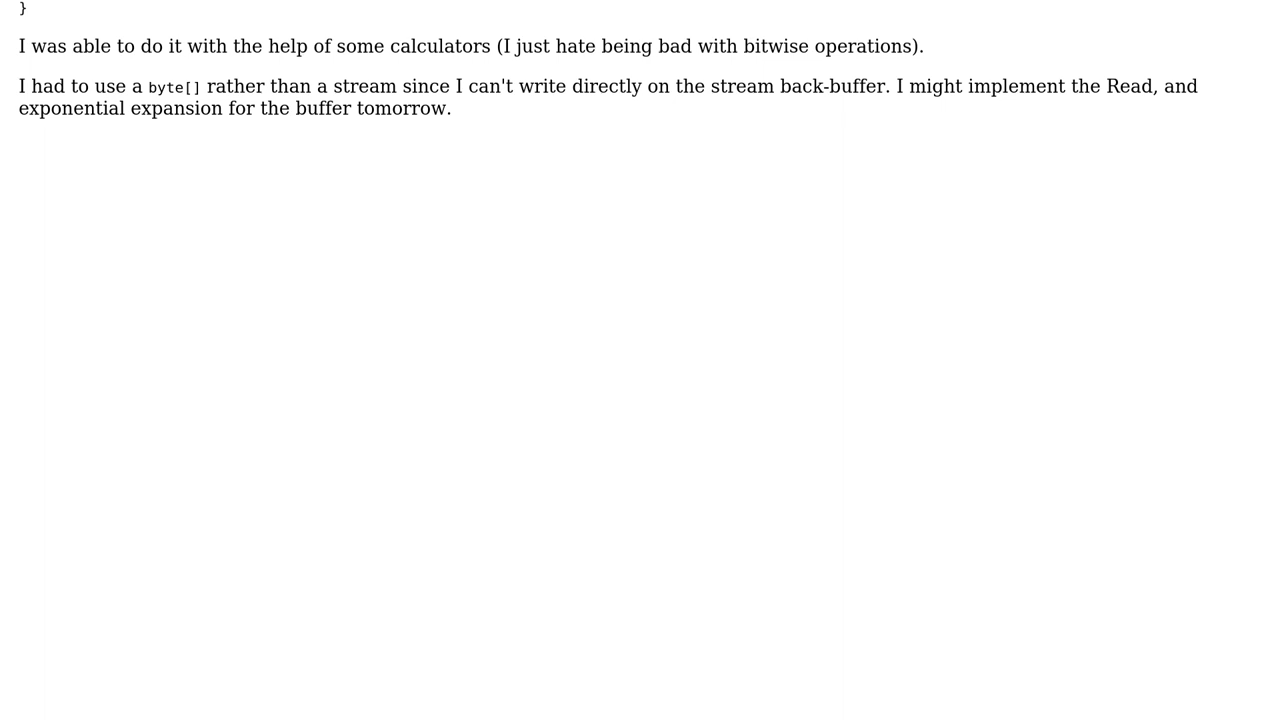 }
I was able to do it with the help of some calculators (I just hate being bad with bitwise operations).
I had to use a byte[] rather than a stream since I can't write directly on the stream back-buffer. I might implement the Read, and
exponential expansion for the buffer tomorrow.